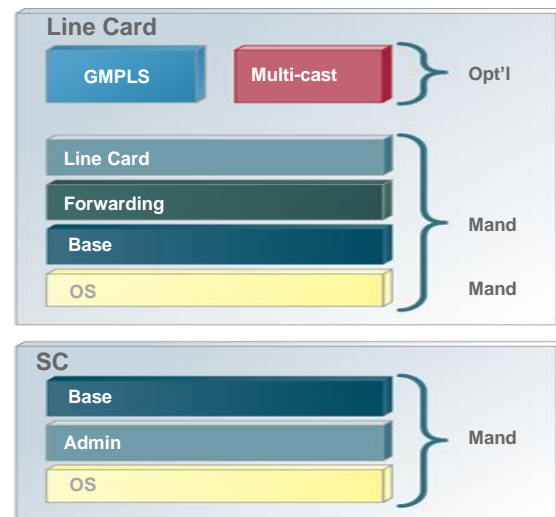 Line Card
GMPLS Multi-cast Opt'l
Line Card
Forwarding
Mand
Base
OS Mand
SC
Base
Admin Mand
OS